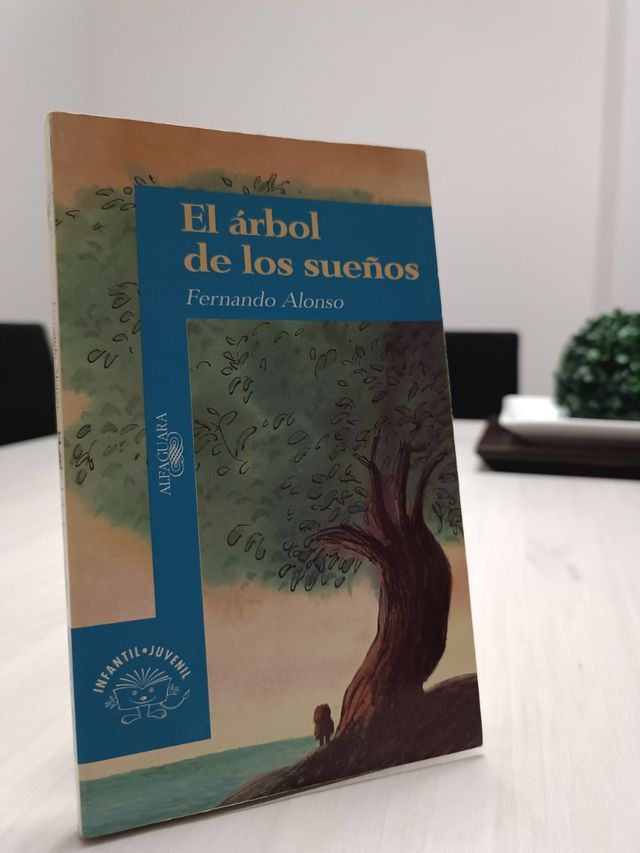 El árbol
de los sueños
Fernando Alonso
ALFAGUARA
INFANTIL • JUVENIL